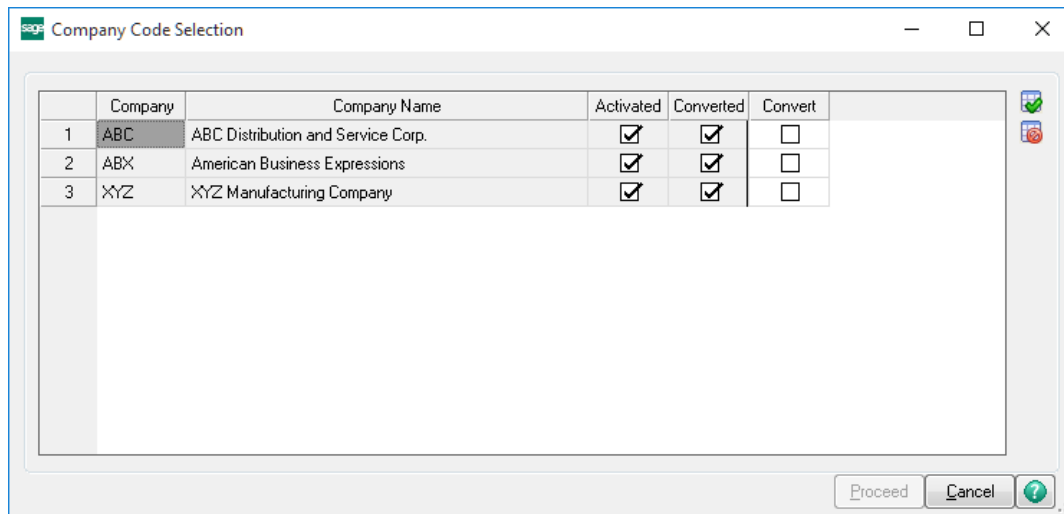 sage Company Code Selection
Company Company Name Activated Converted Convert
1 ABC ABC Distribution and Service Corp.
2 ABX American Business Expressions
3 XYZ XYZ Manufacturing Company
Proceed Cancel ?